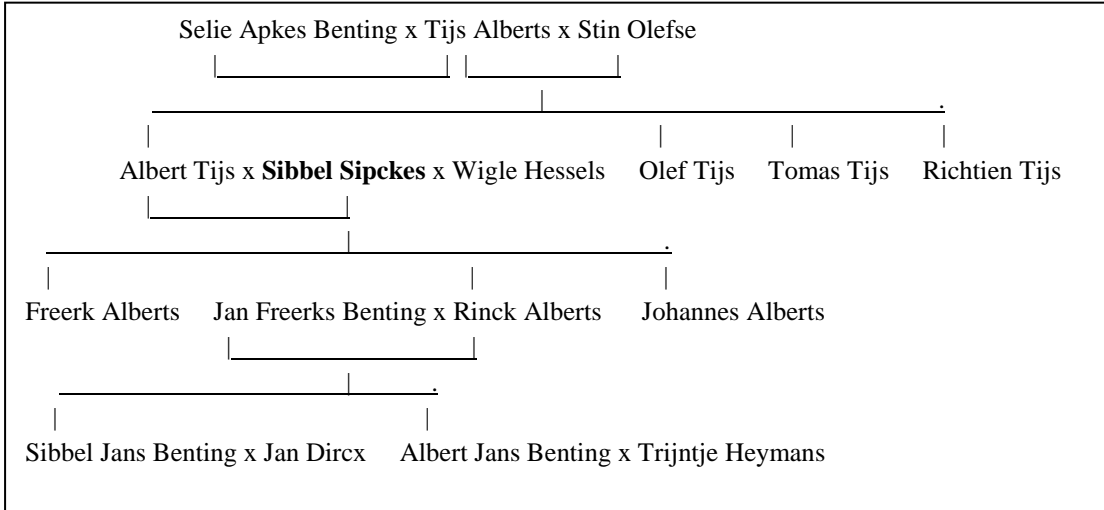 Selie Apkes Benting x Tijs Alberts x Stin Olefse
Albert Tijs x Sibbel Sipckes x Wigle Hessels Olef Tijs Tomas Tijs Richtien Tijs
Freerk Alberts Jan Freerks Benting x Rinck Alberts Johannes Alberts
Sibbel Jans Benting x Jan Dircx Albert Jans Benting x Trijntje Heymans